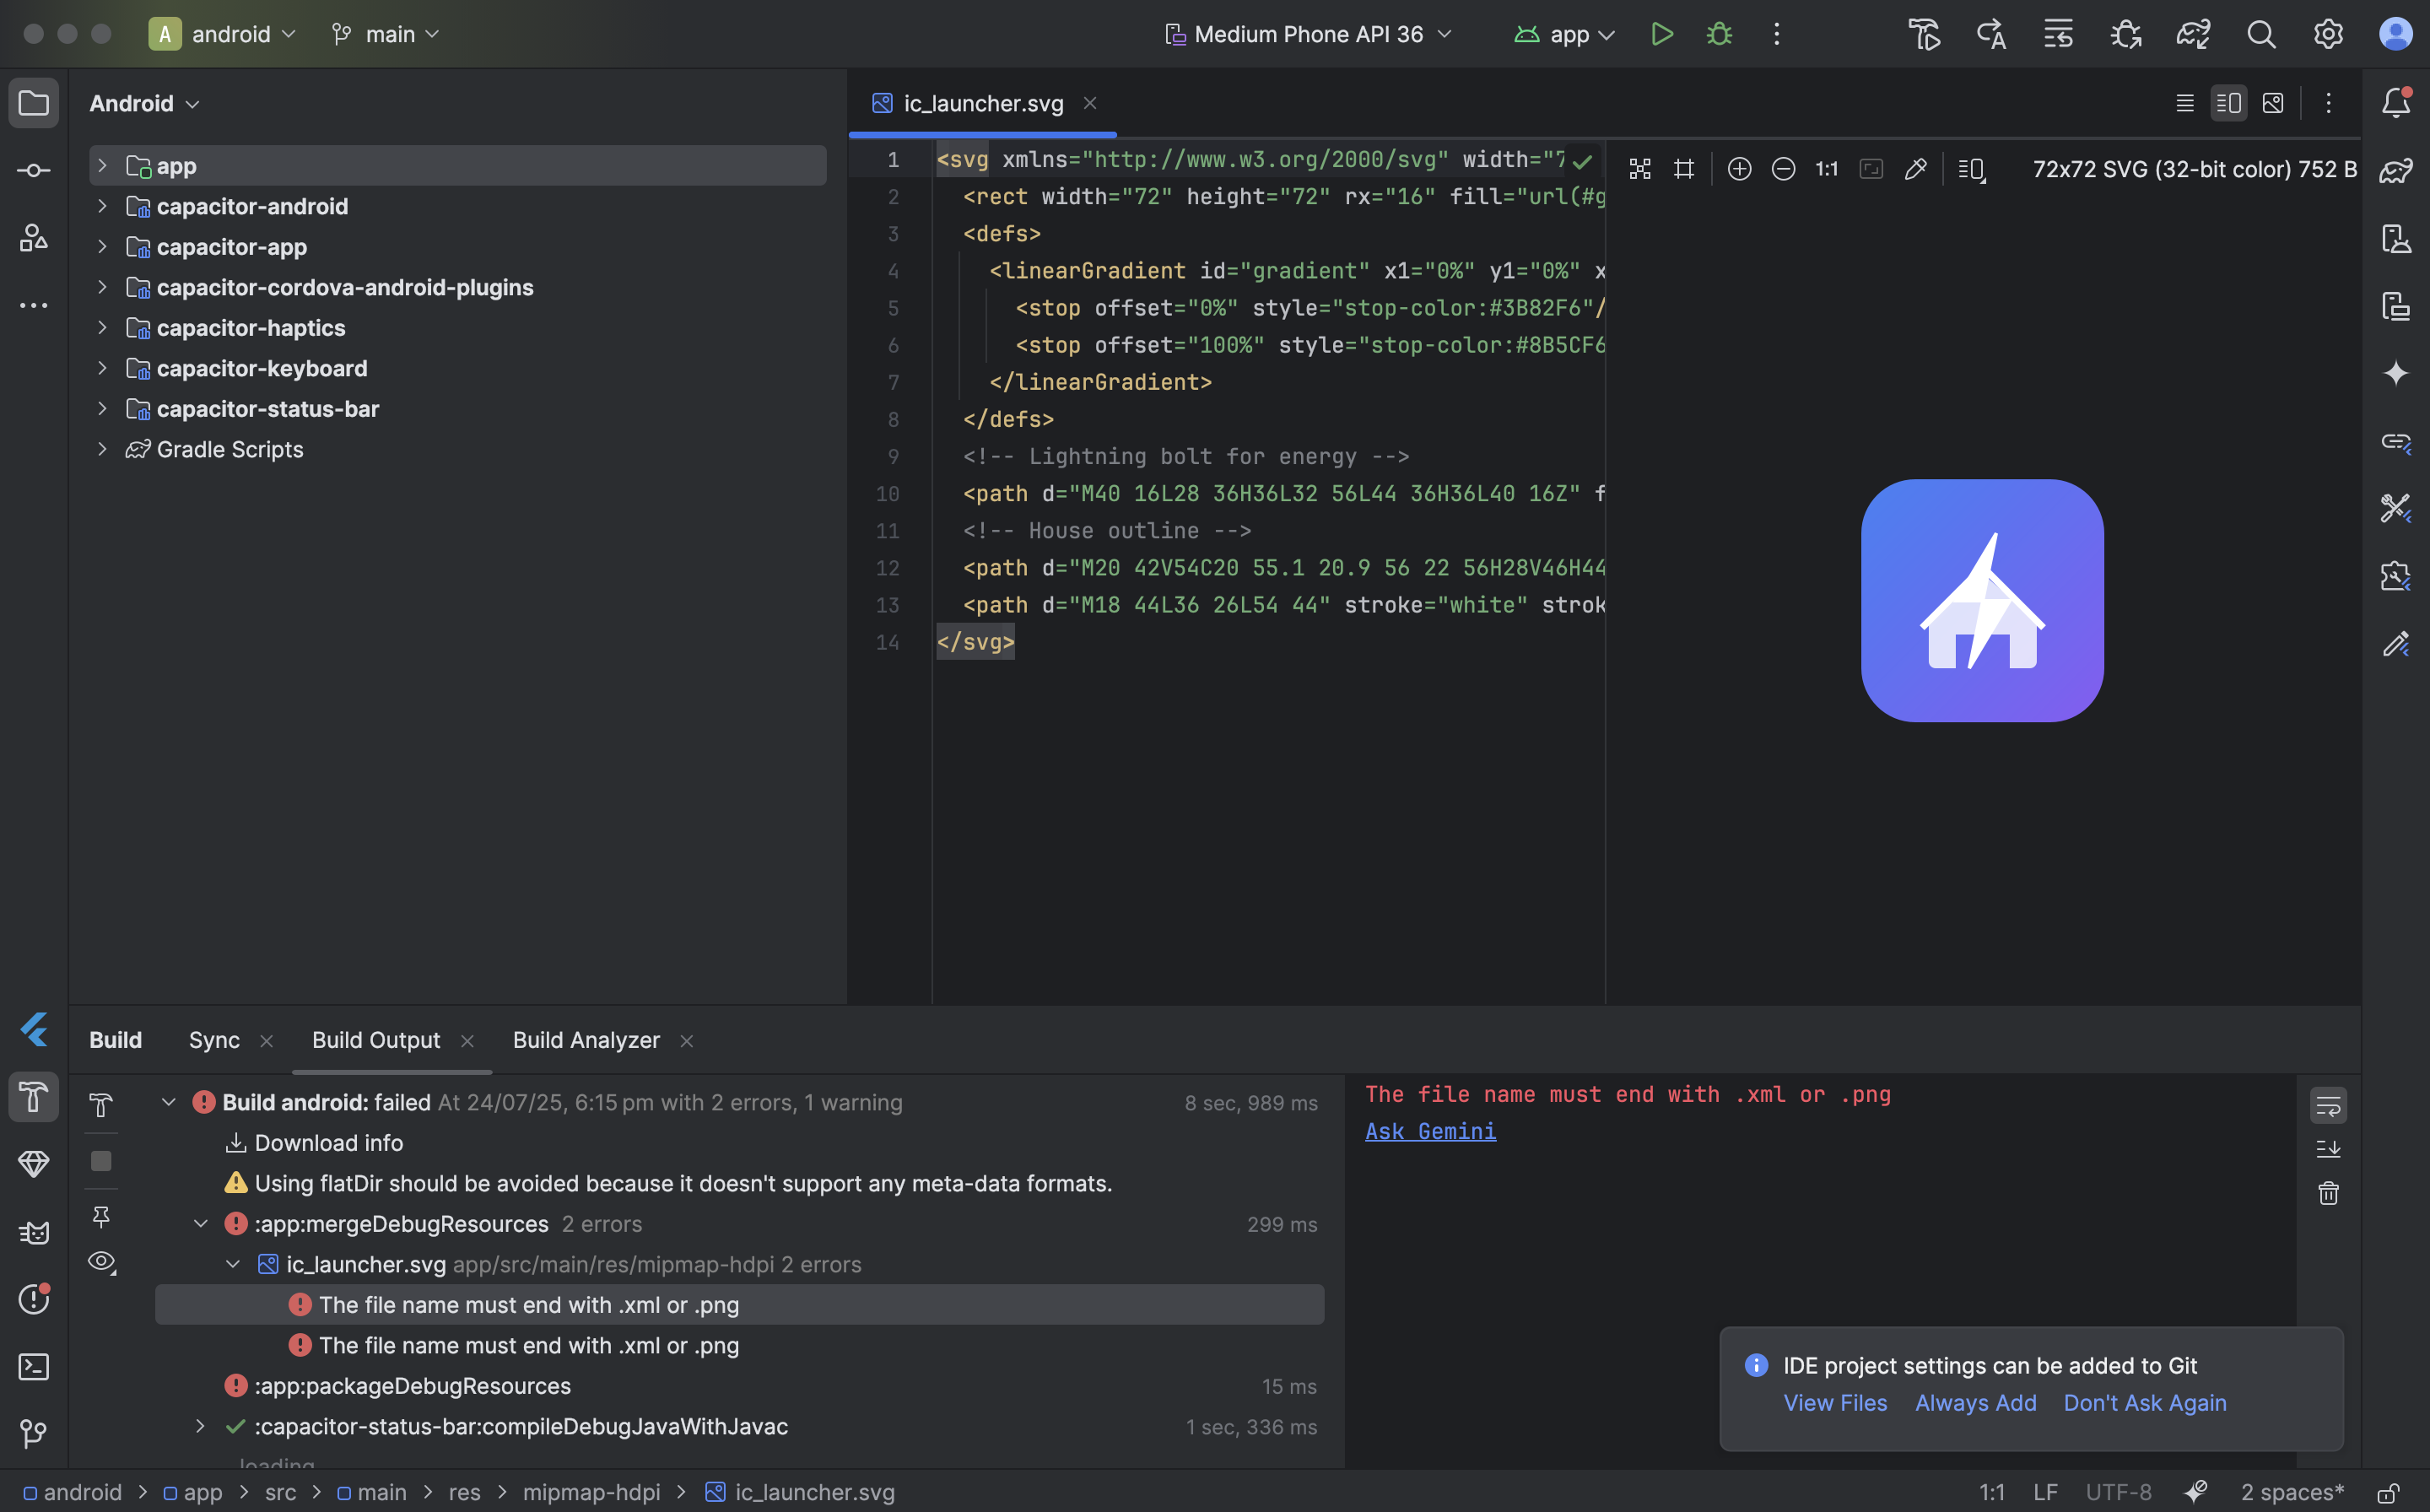 A android main Medium Phone API 36 app
Android
app
capacitor-android
capacitor-app
capacitor-cordova-android-plugins
capacitor-haptics
capacitor-keyboard
capacitor-status-bar
Gradle Scripts
ic_launcher.svg
1 <svg xmlns="http://www.w3.org/2000/svg" width="7
2 <rect width="72" height="72" rx="16" fill="url(#g
3 <defs>
4 <linearGradient id="gradient" x1="0%" y1="0%" x
5 <stop offset="0%" style="stop-color:#3B82F6"/
6 <stop offset="100%" style="stop-color:#8B5CF6
7 </linearGradient>
8 </defs>
9 <!-- Lightning bolt for energy -->
10 <path d="M40 16L28 36H36L32 56L44 36H36L40 16Z" f
11 <!-- House outline -->
12 <path d="M20 42V54C20 55.1 20.9 56 22 56H28V46H44
13 <path d="M18 44L36 26L54 44" stroke="white" strok
14 </svg>
1:1 72x72 SVG (32-bit color) 752 B
Build Sync Build Output Build Analyzer
Build android: failed At 24/07/25, 6:15 pm with 2 errors, 1 warning 8 sec, 989 ms
Download info
Using flatDir should be avoided because it doesn't support any meta-data formats.
:app:mergeDebugResources 2 errors 299 ms
ic_launcher.svg app/src/main/res/mipmap-hdpi 2 errors
The file name must end with .xml or .png
The file name must end with .xml or .png
:app:packageDebugResources 15 ms
:capacitor-status-bar:compileDebugJavaWithJavac 1 sec, 336 ms
loading
The file name must end with .xml or .png
Ask Gemini
IDE project settings can be added to Git
View Files Always Add Don't Ask Again
android app src main res mipmap-hdpi ic_launcher.svg 1:1 LF UTF-8 2 spaces*